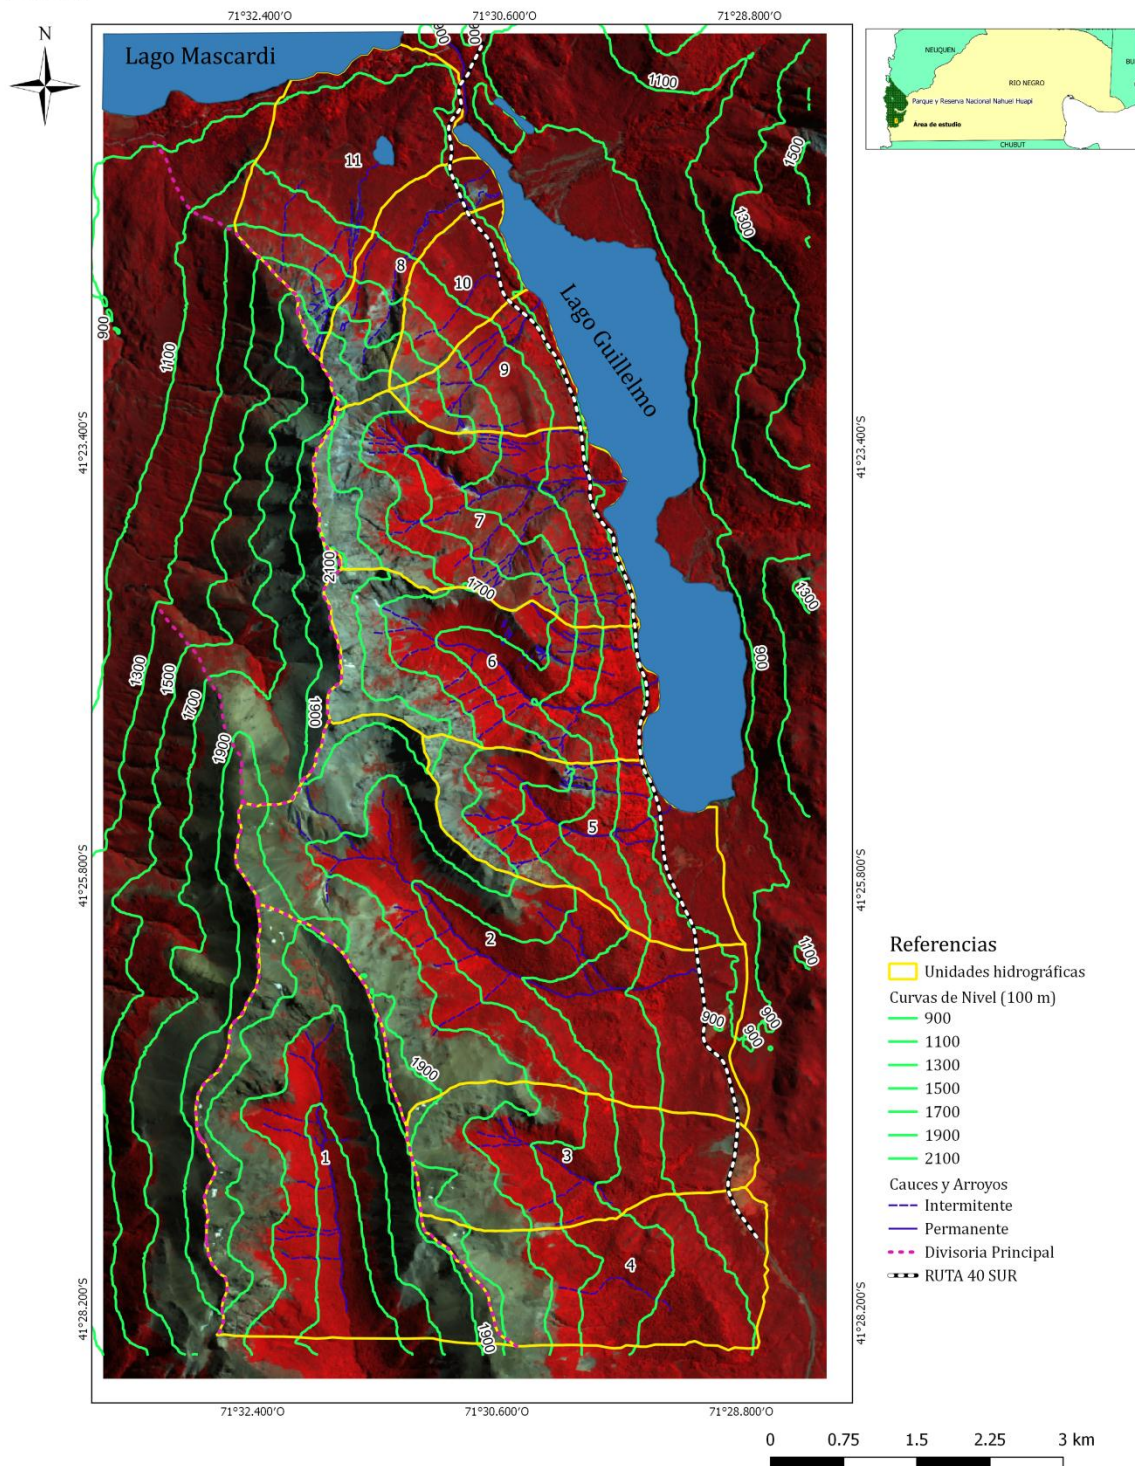 N
71°32.400'O
71°30.600'O
71°28.800'O
Lago Mascardi
900
900
1100
1500
1300
11
8
10
9
Lago Guillelmo
900
1100
41°23.400'S
41°23.400'S
7
2100
1700
1300
6
900
1300
1500
1700
1900
1900
5
41°25.800'S
41°25.800'S
2
1100
900
900
900
1900
1
3
4
1900
41°28.200'S
41°28.200'S
71°32.400'O
71°30.600'O
71°28.800'O
0 0.75 1.5 2.25 3 km
NEUQUEN
BU
RIO NEGRO
Parque y Reserva Nacional Nahuel Huapi
Área de estudio
CHUBUT
Referencias
Unidades hidrográficas
Curvas de Nivel (100 m)
900
1100
1300
1500
1700
1900
2100
Cauces y Arroyos
Intermitente
Permanente
Divisoria Principal
RUTA 40 SUR